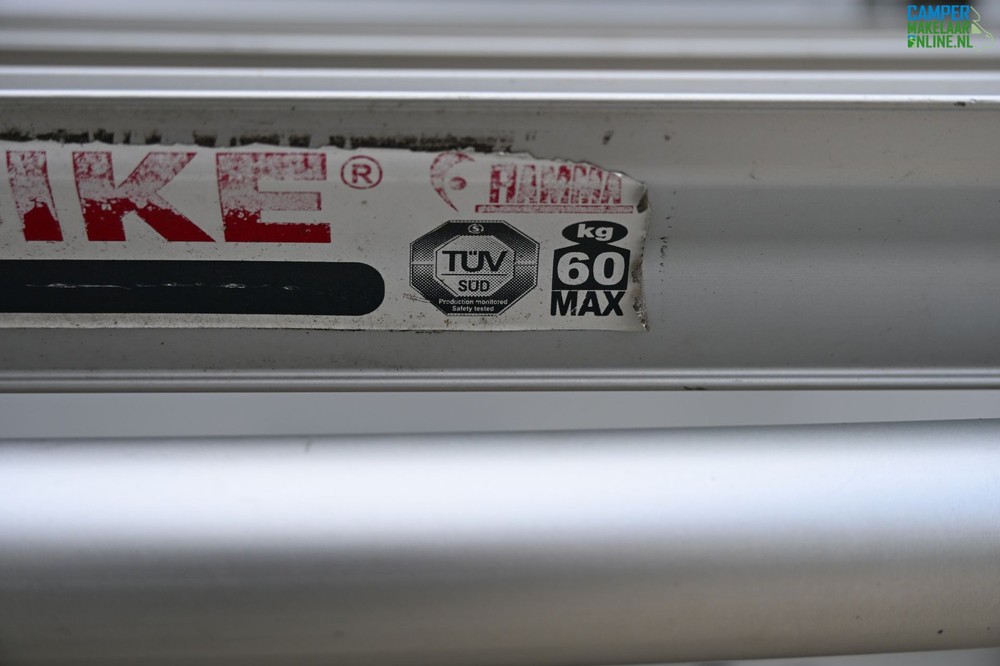 CAMPER
MAKELAAR
ONLINE.NL
IKE®
FIAMMA
kg
60
MAX
TÜV
SÜD
Production monitored
Safety tested